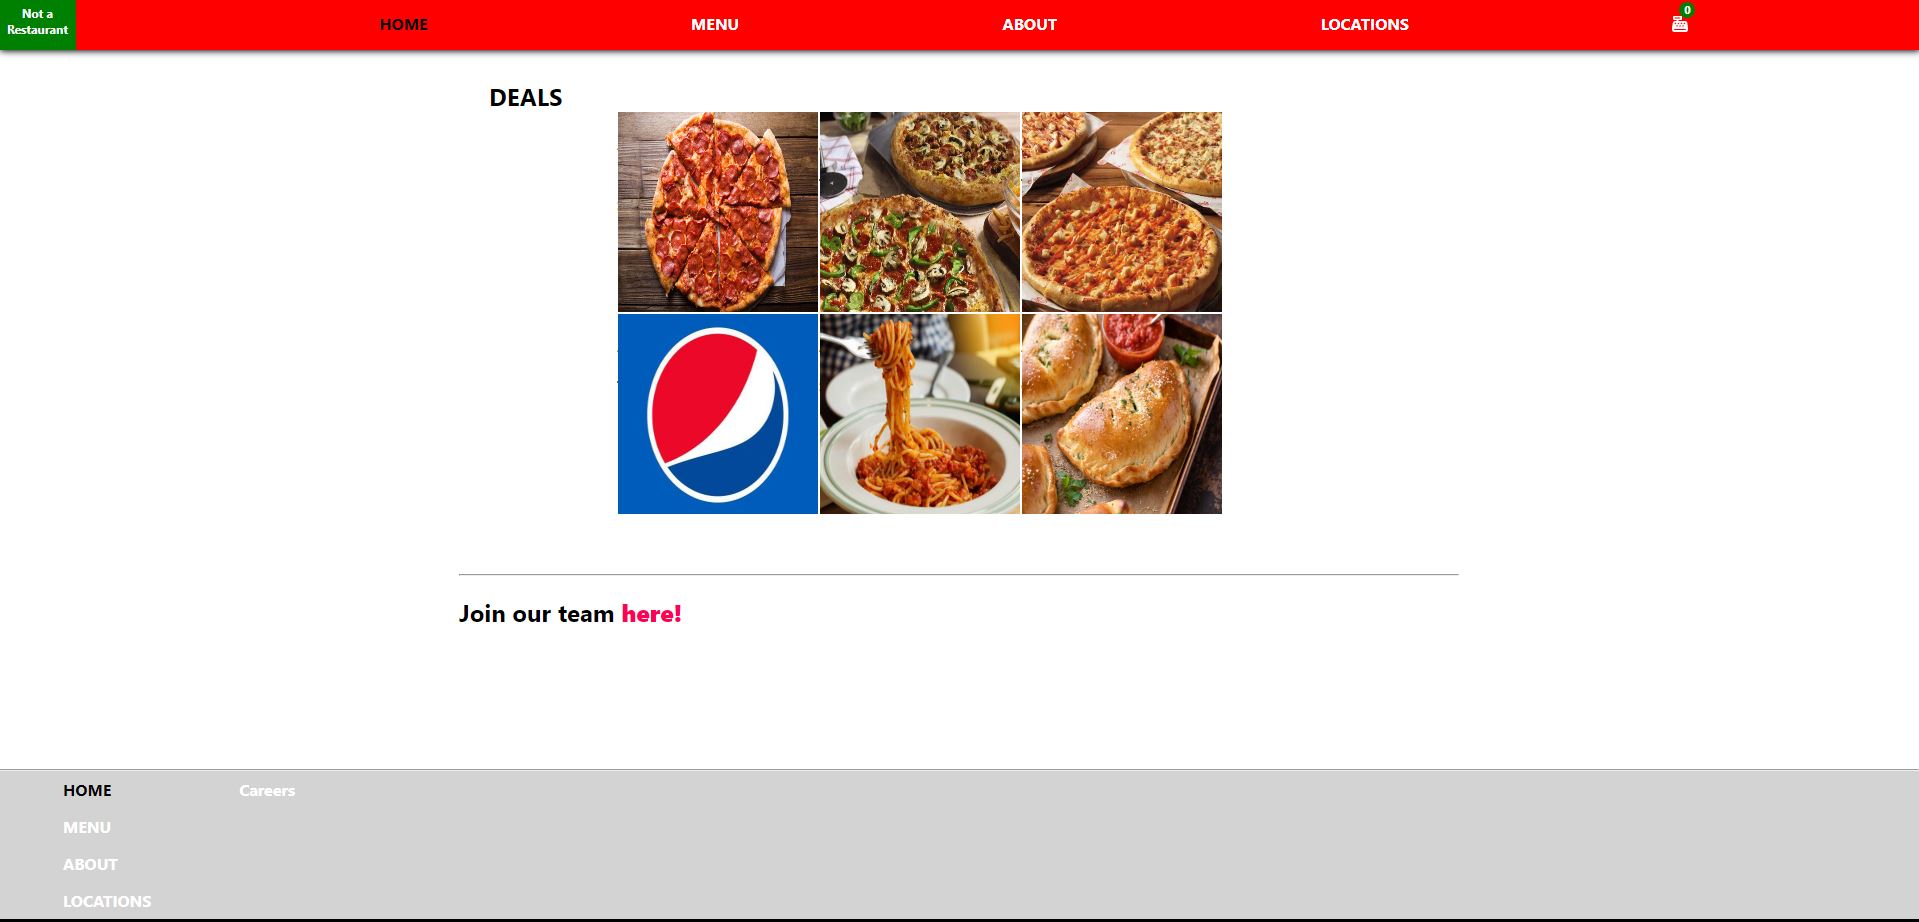 Not a
Restaurant
HOME
MENU
ABOUT
LOCATIONS
0
DEALS
Join our team here!
HOME
Careers
MENU
ABOUT
LOCATIONS